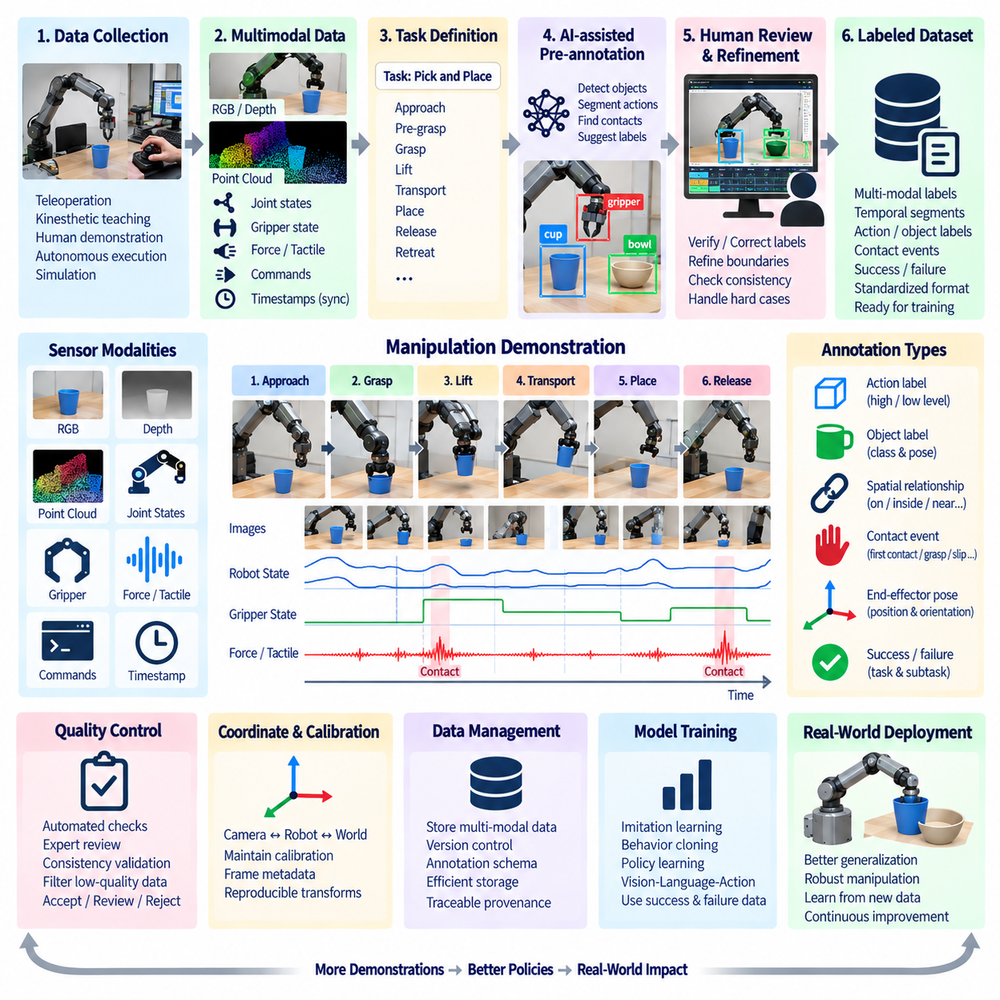 1. Data Collection
Teleoperation
Kinesthetic teaching
Human demonstration
Autonomous execution
Simulation
2. Multimodal Data
RGB / Depth
Point Cloud
Joint states
Gripper state
Force / Tactile
Commands
Timestamps (sync)
3. Task Definition
Task: Pick and Place
Approach
Pre-grasp
Grasp
Lift
Transport
Place
Release
Retreat
...
4. AI-assisted
Pre-annotation
Detect objects
Segment actions
Find contacts
Suggest labels
gripper
cup
bowl
5. Human Review
& Refinement
Verify / Correct labels
Refine boundaries
Check consistency
Handle hard cases
6. Labeled Dataset
Multi-modal labels
Temporal segments
Action / object labels
Contact events
Success / failure
Standardized format
Ready for training
Sensor Modalities
RGB
Depth
Point Cloud
Joint States
Gripper
Force / Tactile
Commands
Timestamp
Manipulation Demonstration
1. Approach
2. Grasp
3. Lift
4. Transport
5. Place
6. Release
Images
Robot State
Gripper State
Force / Tactile
Contact
Contact
Time
Annotation Types
Action label
(high / low level)
Object label
(class & pose)
Spatial relationship
(on / inside / near...)
Contact event
(first contact / grasp / slip ...)
End-effector pose
(position & orientation)
Success / failure
(task & subtask)
Quality Control
Automated checks
Expert review
Consistency validation
Filter low-quality data
Accept / Review / Reject
Coordinate & Calibration
Camera ↔ Robot ↔ World
Maintain calibration
Frame metadata
Reproducible transforms
Data Management
Store multi-modal data
Version control
Annotation schema
Efficient storage
Traceable provenance
Model Training
Imitation learning
Behavior cloning
Policy learning
Vision-Language-Action
Use success & failure data
Real-World Deployment
Better generalization
Robust manipulation
Learn from new data
Continuous improvement
More Demonstrations → Better Policies → Real-World Impact